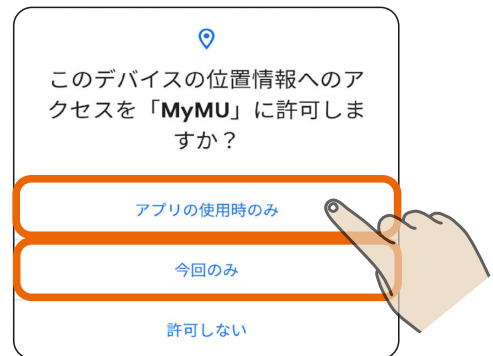 このデバイスの位置情報へのア
クセスを「MyMU」に許可しま
すか？
アプリの使用時のみ
今回のみ
許可しない